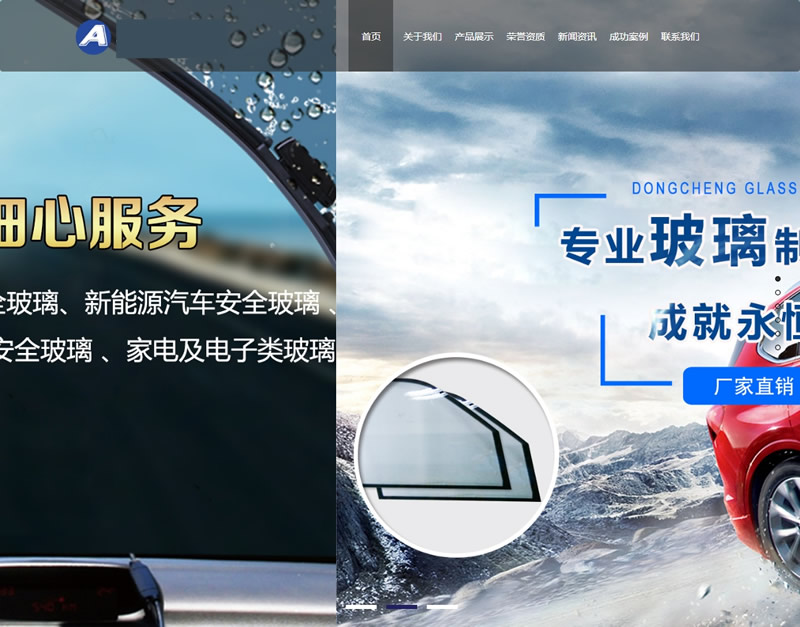 A
首页 关于我们 产品展示 荣誉资质 新闻资讯 成功案例 联系我们
细心服务
全玻璃、新能源汽车安全玻璃、
安全玻璃、家电及电子类玻璃
DONGCHENG GLASS
专业玻璃制
成就永恒
厂家直销